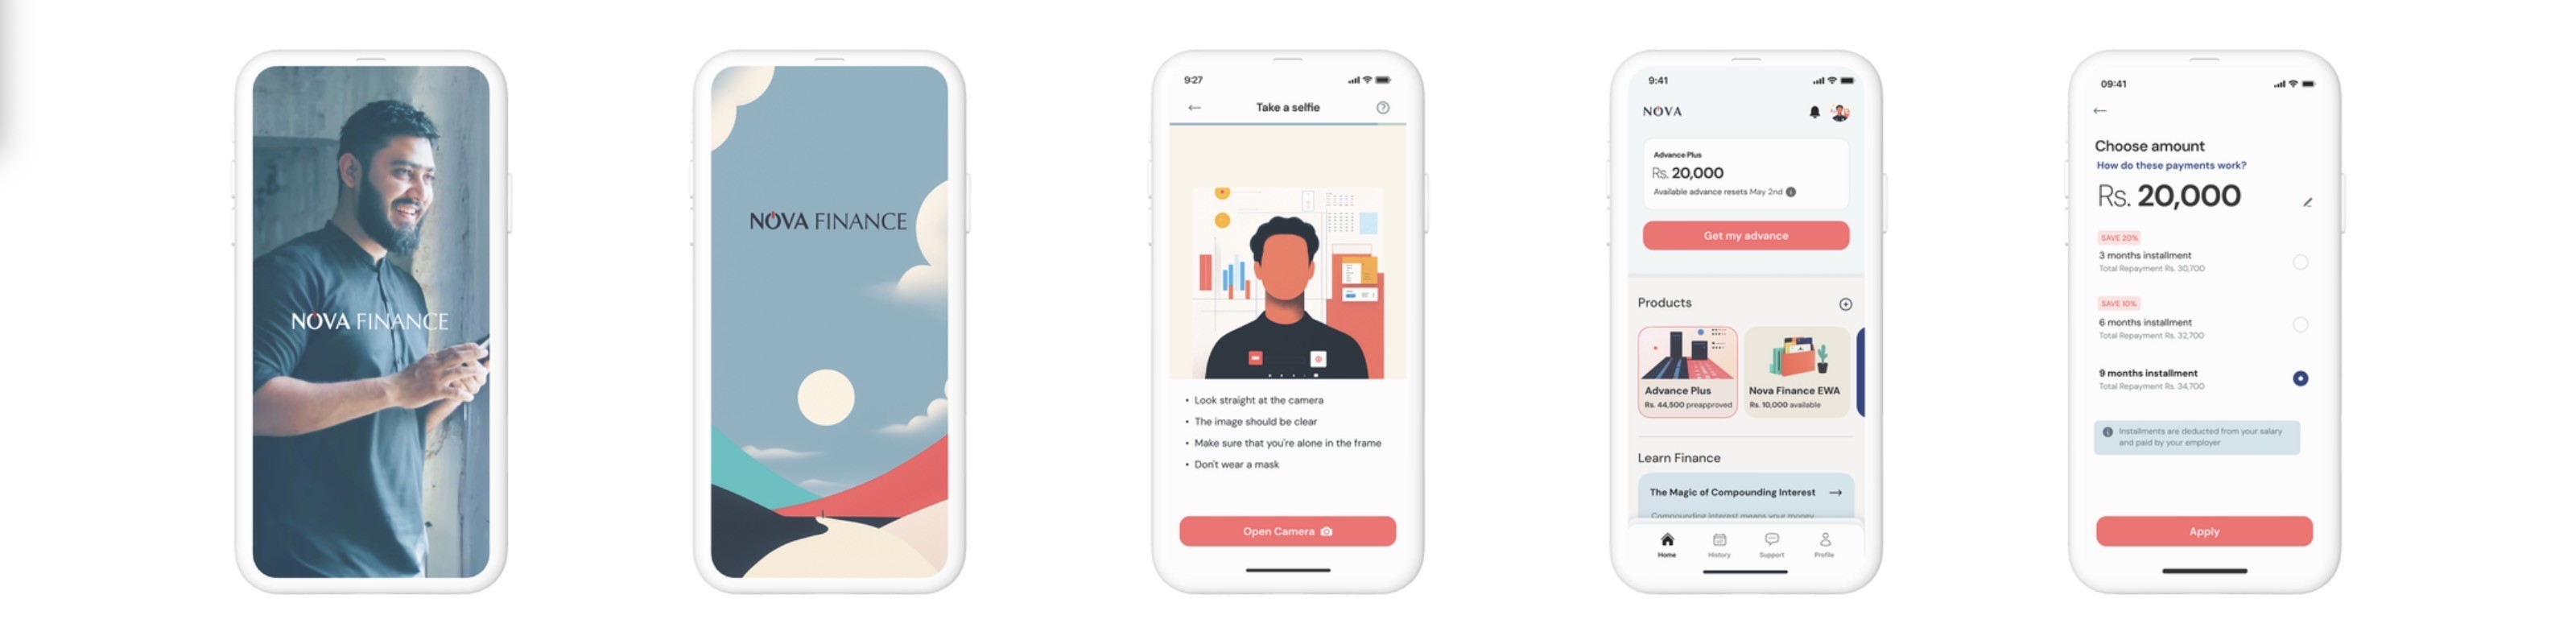 NOVA FINANCE
NOVA FINANCE
9:27
Take a selfie
• Look straight at the camera
• The image should be clear
• Make sure that you're alone in the frame
• Don't wear a mask
Open Camera
9:41
NOVA
Advance Plus
Rs. 20,000
Available advance resets May 2nd
Get my advance
Products
Advance Plus
Rs. 44,500 preapproved
Nova Finance EWA
Rs. 10,000 available
Learn Finance
The Magic of Compounding Interest
Compounding interest means your money
Home
History
Support
Profile
09:41
Choose amount
How do these payments work?
Rs. 20,000
SAVE 20%
3 months installment
Total Repayment Rs. 30,700
SAVE 10%
6 months installment
Total Repayment Rs. 32,700
9 months installment
Total Repayment Rs. 34,700
Installments are deducted from your salary
and paid by your employer
Apply